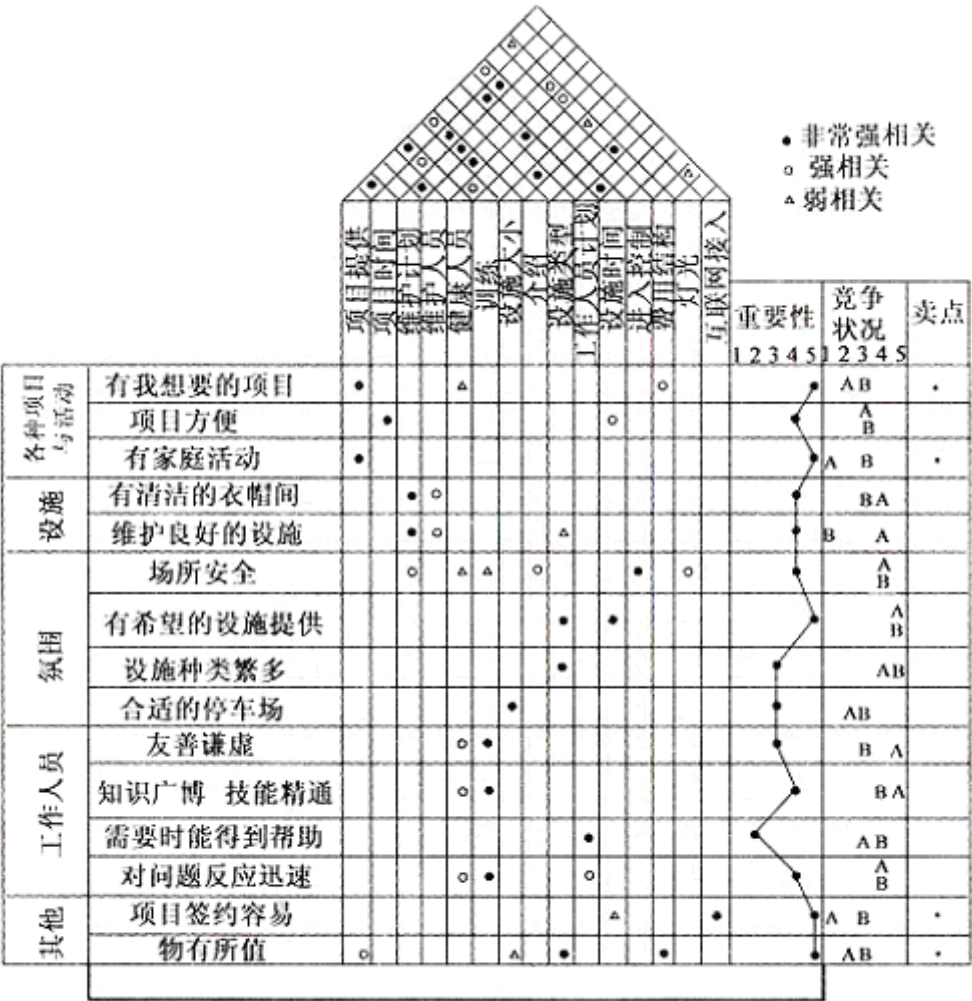 非常强相关
强相关
弱相关
项目提供
项目时间
维护计划
维护人员
健康人员
训练
设施大小
介绍
设施类型
工作人员计划
设施时间
进入控制
费用结构
灯光
互联网接入
重要性
1 2 3 4 5
竞争状况
1 2 3 4 5
卖点
各种项目与活动
有我想要的项目
A B
项目方便
A
B
有家庭活动
A B
设施
有清洁的衣帽间
B A
维护良好的设施
B A
氛围
场所安全
A
B
有希望的设施提供
A
B
设施种类繁多
A B
合适的停车场
A B
工作人员
友善谦虚
B A
知识广博 技能精通
B A
需要时能得到帮助
A B
对问题反应迅速
A
B
其他
项目签约容易
A B
物有所值
A B